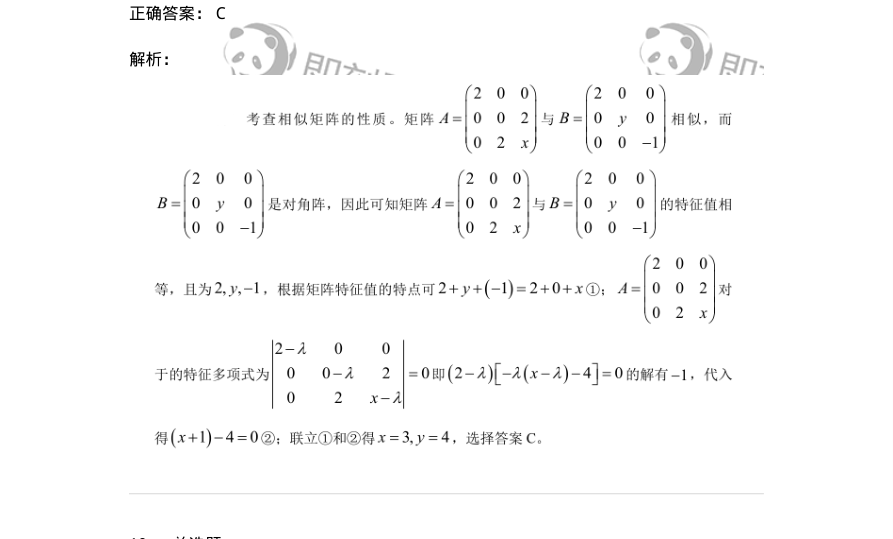 正确答案： C
解析：
考查相似矩阵的性质。矩阵 A = (2 0 0; 0 0 2; 0 2 x) 与 B = (2 0 0; 0 y 0; 0 0 −1) 相似，而
B = (2 0 0; 0 y 0; 0 0 −1) 是对角阵，因此可知矩阵 A = (2 0 0; 0 0 2; 0 2 x) 与 B = (2 0 0; 0 y 0; 0 0 −1) 的特征值相
等，且为 2, y, −1，根据矩阵特征值的特点可 2 + y + (−1) = 2 + 0 + x ①； A = (2 0 0; 0 0 2; 0 2 x) 对
于的特征多项式为 |2−λ 0 0; 0 0−λ 2; 0 2 x−λ| = 0 即 (2−λ)[−λ(x−λ)−4] = 0 的解有 −1，代入
得 (x+1)−4 = 0 ②；联立①和②得 x = 3, y = 4，选择答案 C。